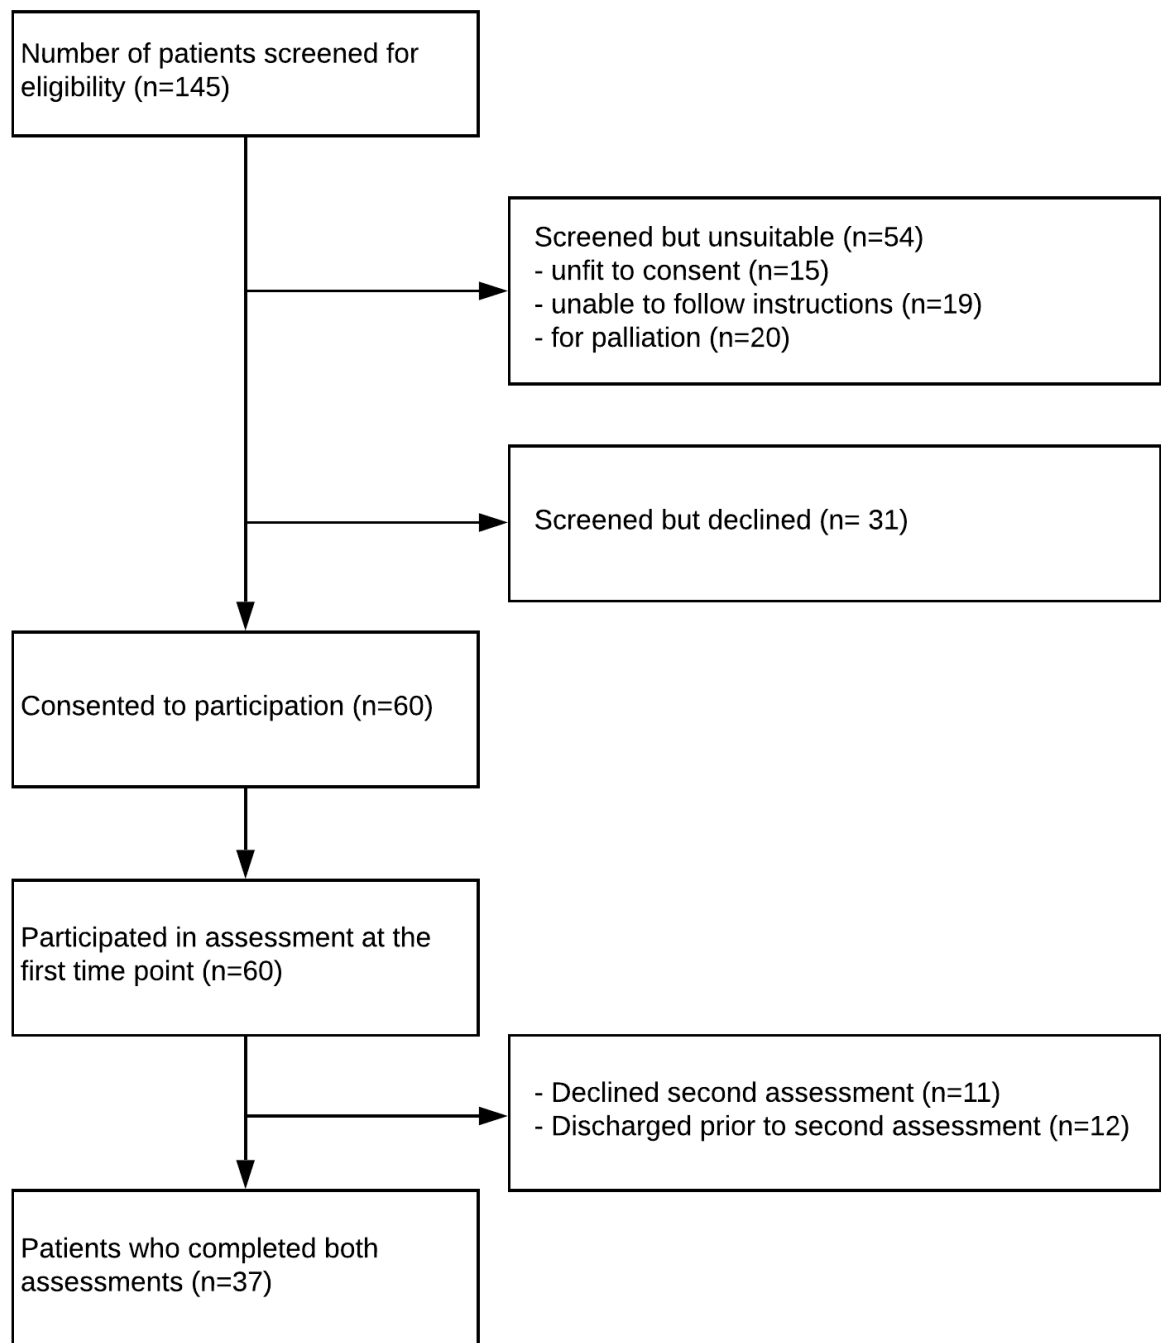 Number of patients screened for
eligibility (n=145)
Screened but unsuitable (n=54)
- unfit to consent (n=15)
- unable to follow instructions (n=19)
- for palliation (n=20)
Screened but declined (n= 31)
Consented to participation (n=60)
Participated in assessment at the
first time point (n=60)
- Declined second assessment (n=11)
- Discharged prior to second assessment (n=12)
Patients who completed both
assessments (n=37)